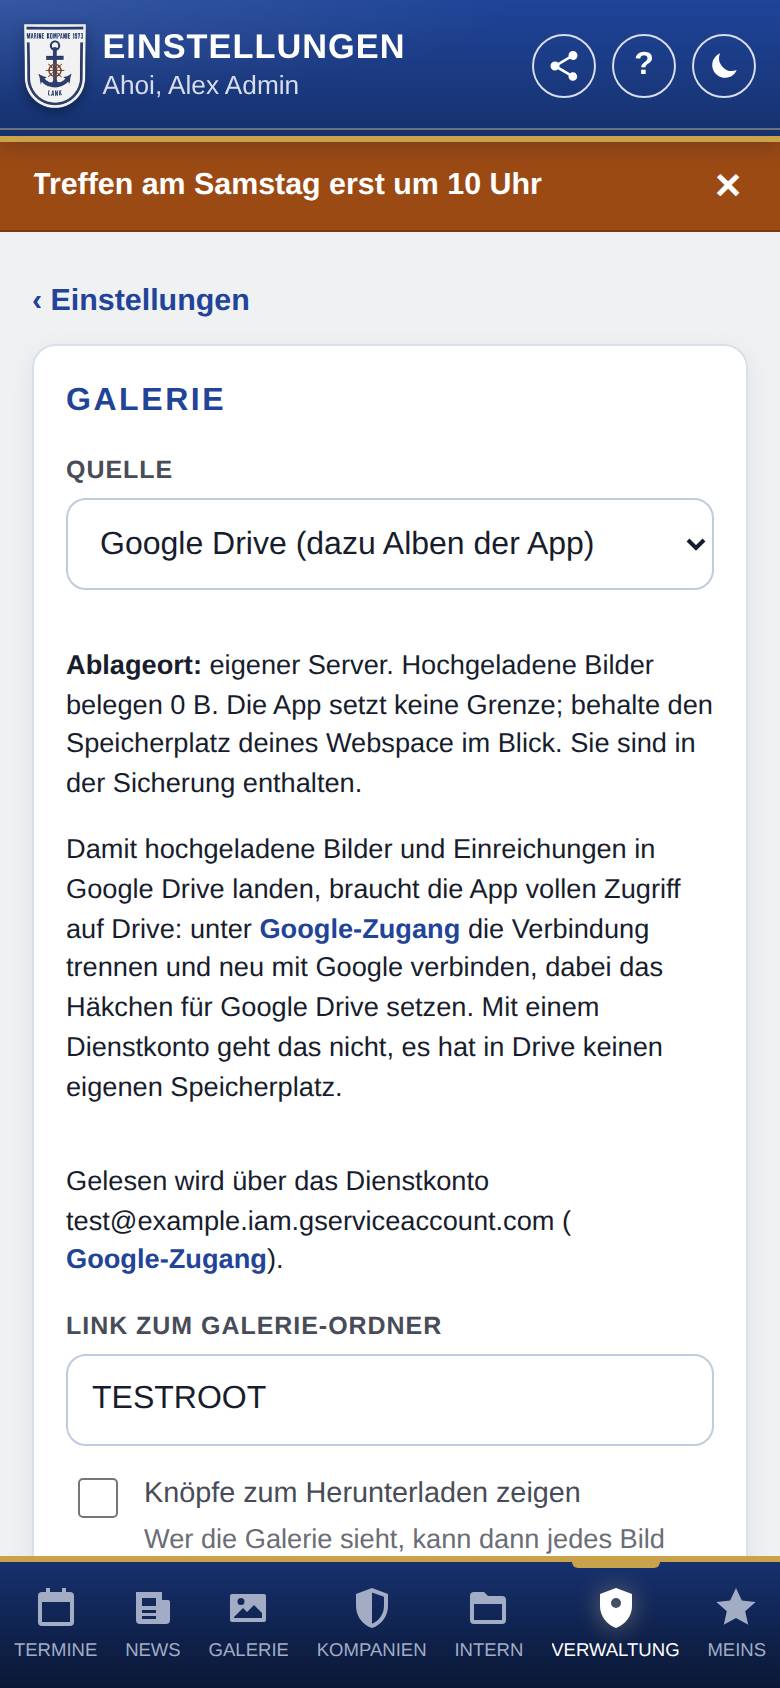 MARINE KOMPANIE 1973
LANK
EINSTELLUNGEN
Ahoi, Alex Admin
?
Treffen am Samstag erst um 10 Uhr
×
‹ Einstellungen
GALERIE
QUELLE
Google Drive (dazu Alben der App)
Ablageort: eigener Server. Hochgeladene Bilder
belegen 0 B. Die App setzt keine Grenze; behalte den
Speicherplatz deines Webspace im Blick. Sie sind in
der Sicherung enthalten.
Damit hochgeladene Bilder und Einreichungen in
Google Drive landen, braucht die App vollen Zugriff
auf Drive: unter Google-Zugang die Verbindung
trennen und neu mit Google verbinden, dabei das
Häkchen für Google Drive setzen. Mit einem
Dienstkonto geht das nicht, es hat in Drive keinen
eigenen Speicherplatz.
Gelesen wird über das Dienstkonto
test@example.iam.gserviceaccount.com (
Google-Zugang).
LINK ZUM GALERIE-ORDNER
TESTROOT
Knöpfe zum Herunterladen zeigen
Wer die Galerie sieht, kann dann jedes Bild
TERMINE NEWS GALERIE KOMPANIEN INTERN VERWALTUNG MEINS